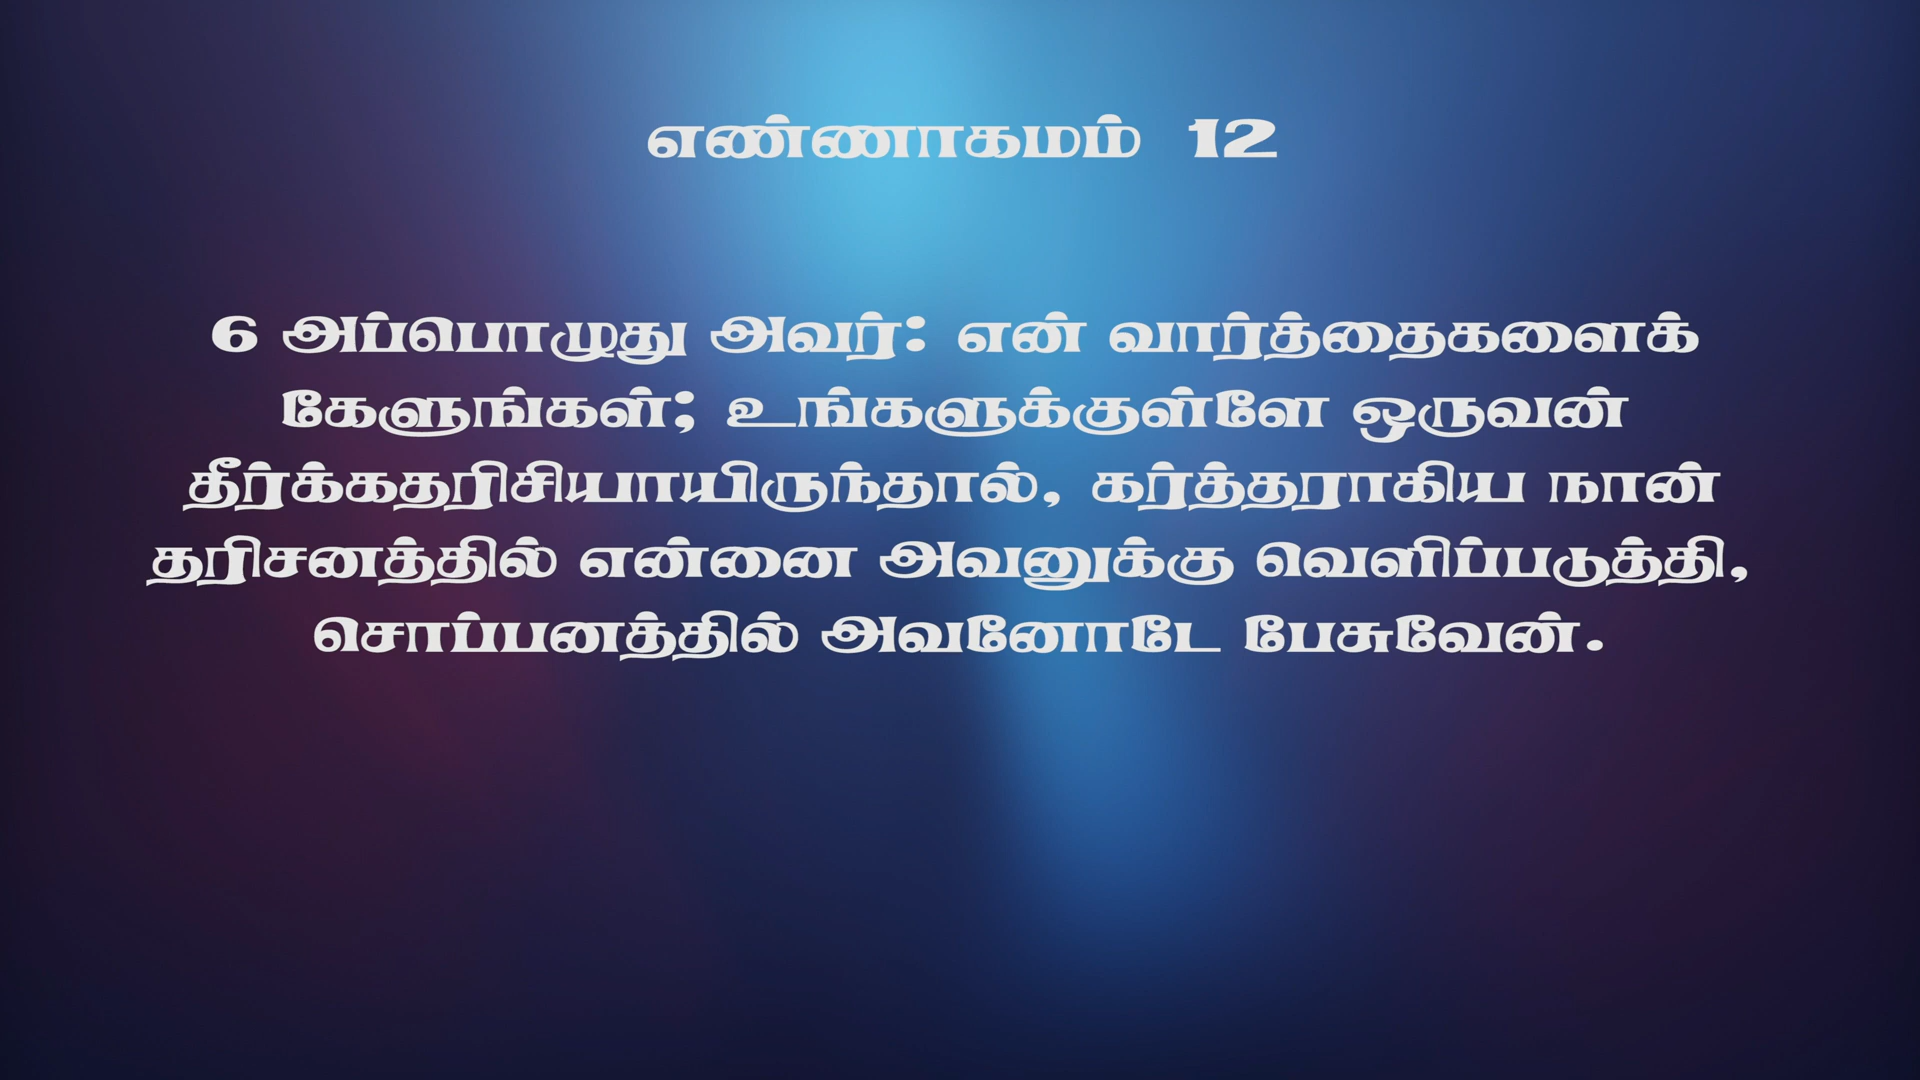 எண்ணாகமம் 12
6 அப்பொழுது அவர்: என் வார்த்தைகளைக்
கேளுங்கள்; உங்களுக்குள்ளே ஒருவன்
தீர்க்கதரிசியாயிருந்தால், கர்த்தராகிய நான்
தரிசனத்தில் என்னை அவனுக்கு வெளிப்படுத்தி,
சொப்பனத்தில் அவனோடே பேசுவேன்.